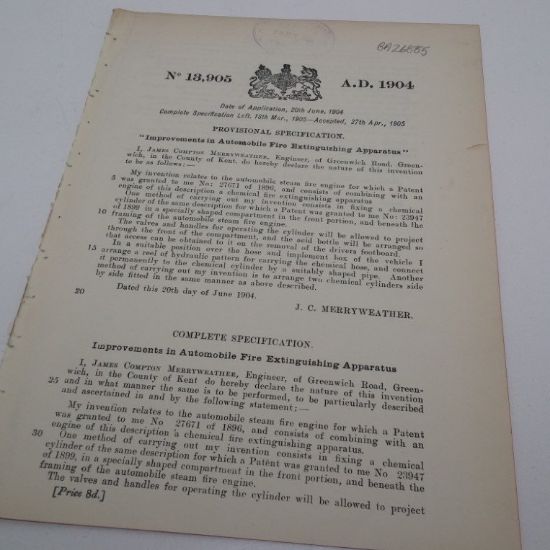 GA26885
Nº 13,905
A.D. 1904
Date of Application, 20th June, 1904
Complete Specification Left, 18th Mar., 1905—Accepted, 27th Apr., 1905
PROVISIONAL SPECIFICATION.
"Improvements in Automobile Fire Extinguishing Apparatus"
I, JAMES COMPTON MERRYWEATHER, Engineer, of Greenwich Road, Green-
wich, in the County of Kent, do hereby declare the nature of this invention
to be as follows:—
My invention relates to the automobile steam fire engine for which a Patent
5 was granted to me No: 27671 of 1896, and consists of combining with an
engine of this description a chemical fire extinguishing apparatus.
One method of carrying out my invention consists in fixing a chemical
cylinder of the same description for which a Patent was granted to me No: 23947
of 1899 in a specially shaped compartment in the front portion, and beneath the
10 framing of the automobile steam fire engine.
The valves and handles for operating the cylinder will be allowed to project
through the front of the compartment, and the acid bottle will be arranged so
that access can be obtained to it on the removal of the drivers footboard.
In a suitable position over the hose and implement box of the vehicle I
15 arrange a reel of hydraulic pattern for carrying the chemical hose, and connect
it permanently to the chemical cylinder by a suitably shaped pipe. Another
method of carrying out my invention is to arrange two chemical cylinders side
by side fitted in the same manner as above described.
Dated this 20th day of June 1904.
20
J. C. MERRYWEATHER.
COMPLETE SPECIFICATION.
Improvements in Automobile Fire Extinguishing Apparatus
I, JAMES COMPTON MERRYWEATHER, Engineer, of Greenwich Road, Green-
wich, in the County of Kent do hereby declare the nature of this invention
25 and in what manner the same is to be performed, to be particularly described
and ascertained in and by the following statement:—
My invention relates to the automobile steam fire engine for which a Patent
was granted to me No 27671 of 1896, and consists of combining with an
engine of this description a chemical fire extinguishing apparatus.
30 One method of carrying out my invention consists in fixing a chemical
cylinder of the same description for which a Patent was granted to me No 23947
of 1899, in a specially shaped compartment in the front portion, and beneath the
framing of the automobile steam fire engine.
The valves and handles for operating the cylinder will be allowed to project
[Price 8d.]